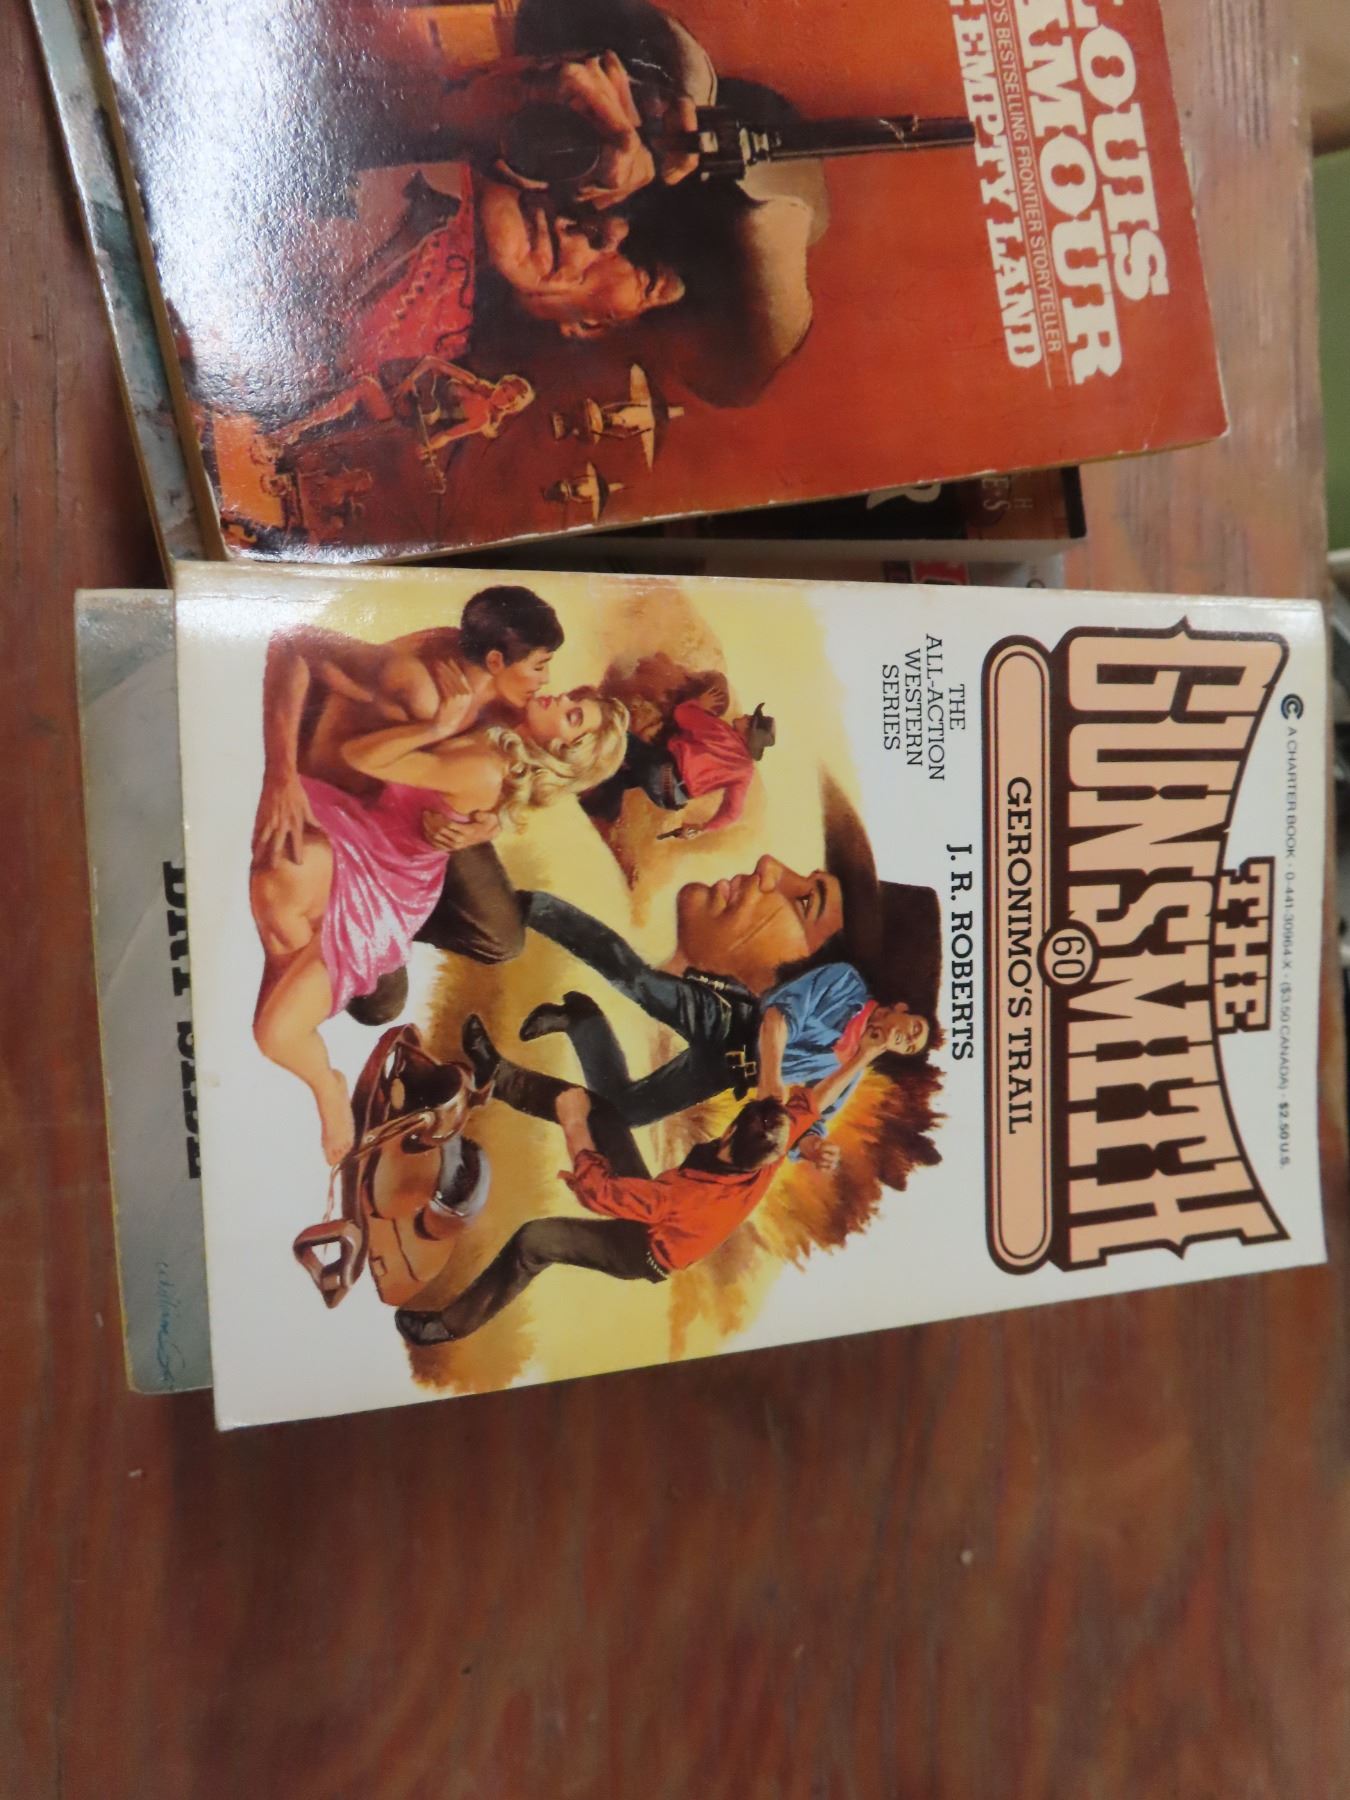 A CHARTER BOOK · 0-441-30964-X · ($3.50 CANADA) · $2.50 U.S.
THE
GUNSMITH
60
GERONIMO'S TRAIL
J. R. ROBERTS
THE
ALL-ACTION
WESTERN
SERIES
LOUIS
AMOUR
BESTSELLING FRONTIER STORYTELLER
EMPTY LAND